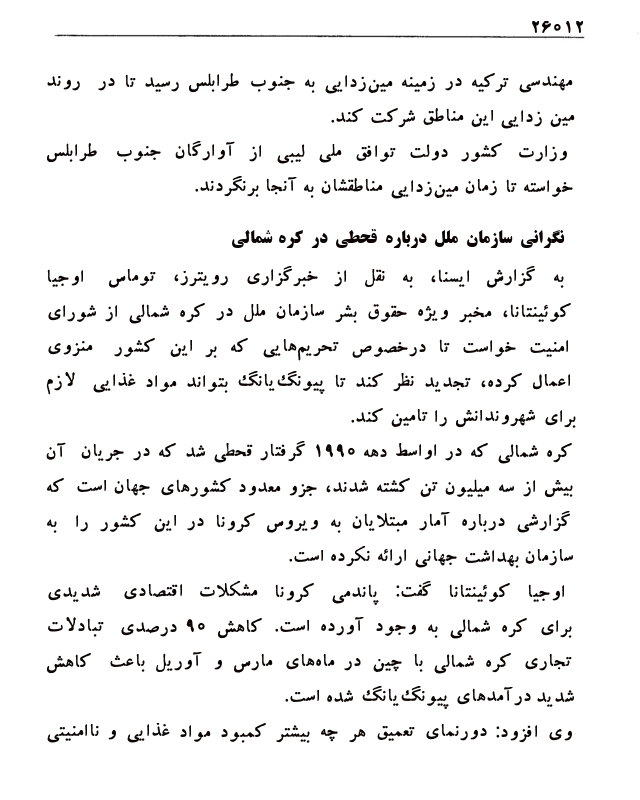 ۲۶۰۱۲
مهندسی ترکیه در زمینه مین‌زدایی به جنوب طرابلس رسید تا در روند
مین زدایی این مناطق شرکت کند.
وزارت کشور دولت توافق ملی لیبی از آوارگان جنوب طرابلس
خواسته تا زمان مین‌زدایی مناطقشان به آنجا برنگردند.
نگرانی سازمان ملل درباره قحطی در کره شمالی
به گزارش ایسنا، به نقل از خبرگزاری رویترز، توماس اوجیا
کوئینتانا، مخبر ویژه حقوق بشر سازمان ملل در کره شمالی از شورای
امنیت خواست تا درخصوص تحریم‌هایی که بر این کشور منزوی
اعمال کرده، تجدید نظر کند تا پیونگ‌یانگ بتواند مواد غذایی لازم
برای شهروندانش را تامین کند.
کره شمالی که در اواسط دهه ۱۹۹۰ گرفتار قحطی شد که در جریان آن
بیش از سه میلیون تن کشته شدند، جزو معدود کشورهای جهان است که
گزارشی درباره آمار مبتلایان به ویروس کرونا در این کشور را به
سازمان بهداشت جهانی ارائه نکرده است.
اوجیا کوئینتانا گفت: پاندمی کرونا مشکلات اقتصادی شدیدی
برای کره شمالی به وجود آورده است. کاهش ۹۰ درصدی تبادلات
تجاری کره شمالی با چین در ماه‌های مارس و آوریل باعث کاهش
شدید درآمدهای پیونگ‌یانگ شده است.
وی افزود: دورنمای تعمیق هر چه بیشتر کمبود مواد غذایی و ناامنیتی